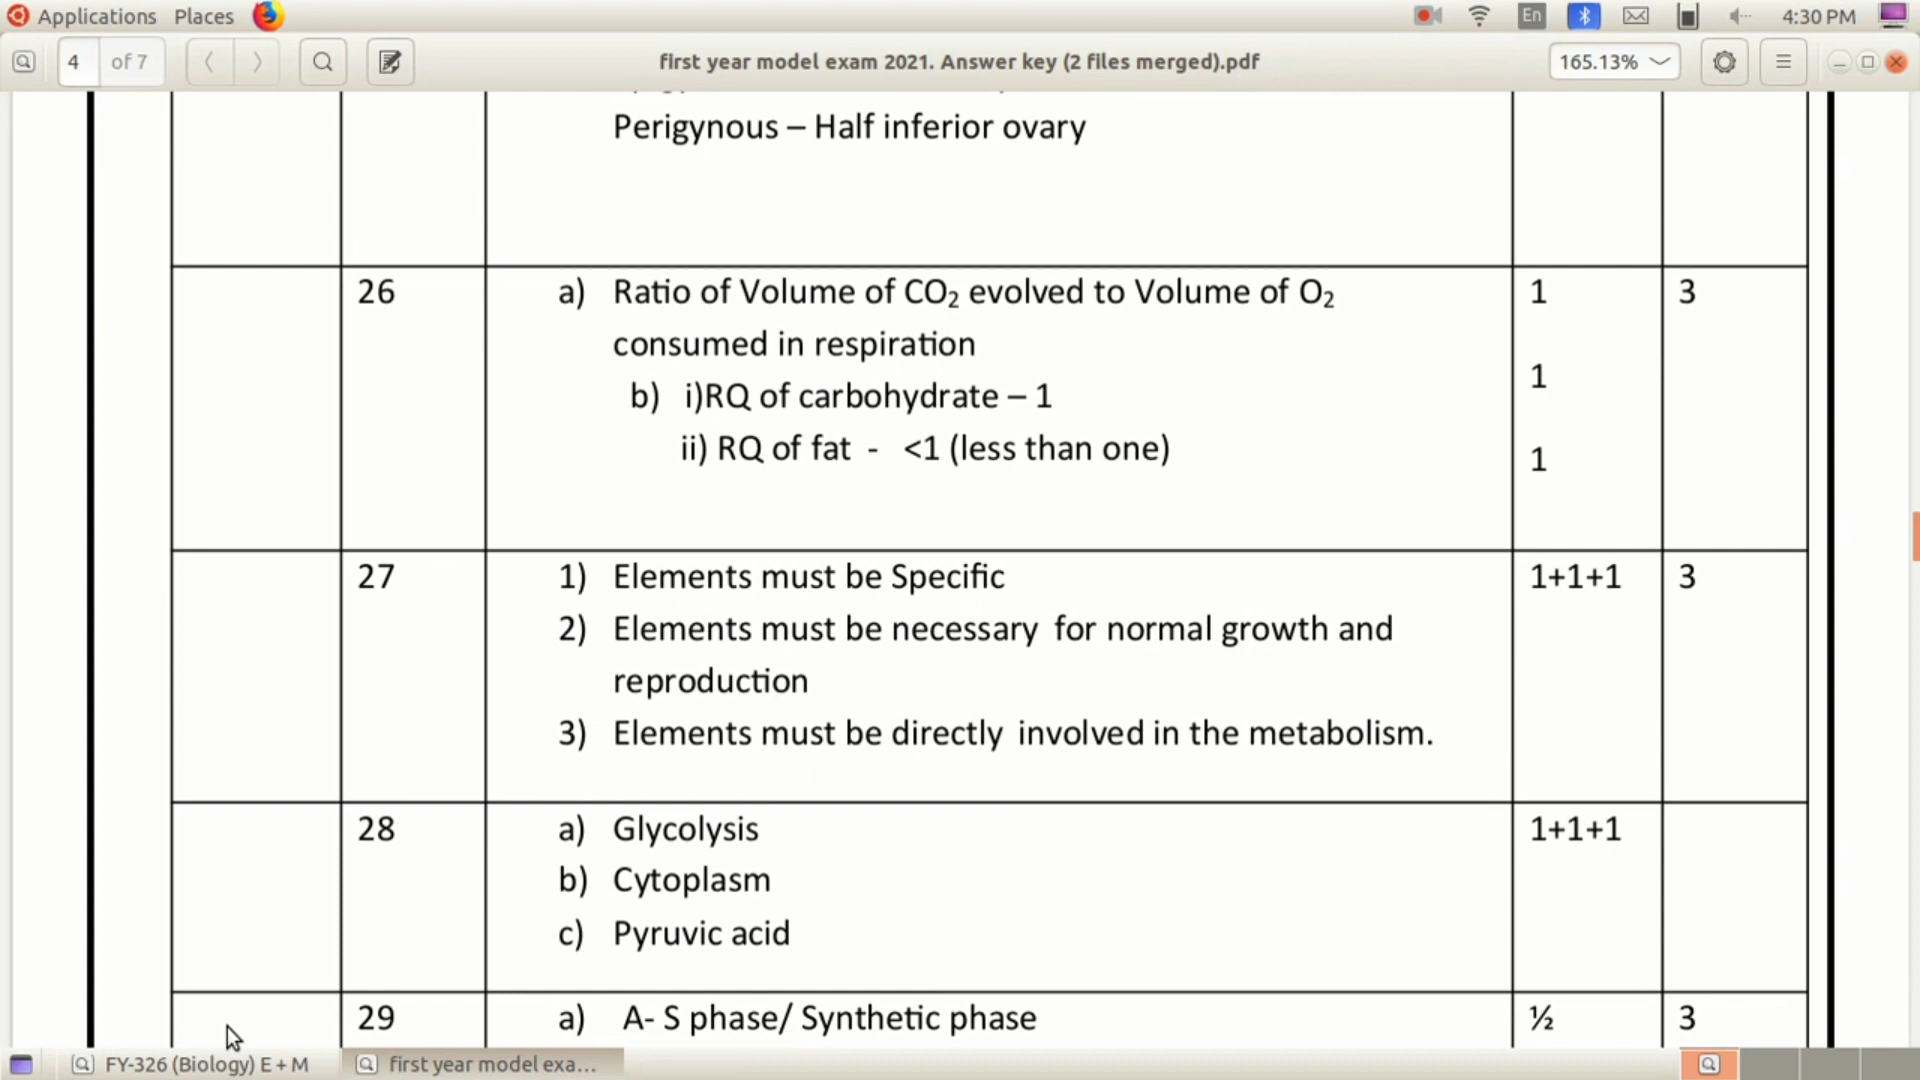 Applications Places En 4:30 PM
4 of 7 first year model exam 2021. Answer key (2 files merged).pdf 165.13%
Perigynous – Half inferior ovary
26 a) Ratio of Volume of CO₂ evolved to Volume of O₂ 1 3
consumed in respiration
1
b) i)RQ of carbohydrate – 1
ii) RQ of fat - <1 (less than one) 1
27 1) Elements must be Specific 1+1+1 3
2) Elements must be necessary for normal growth and
reproduction
3) Elements must be directly involved in the metabolism.
28 a) Glycolysis 1+1+1
b) Cytoplasm
c) Pyruvic acid
29 a) A- S phase/ Synthetic phase ½ 3
FY-326 (Biology) E + M first year model exa...